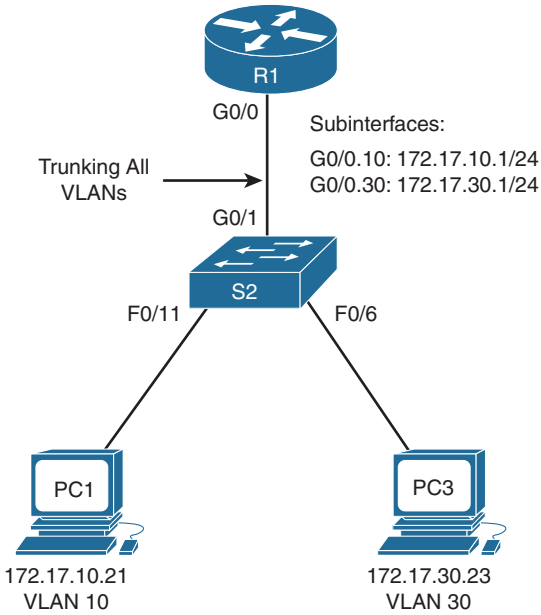 R1
G0/0
Subinterfaces:
G0/0.10: 172.17.10.1/24
G0/0.30: 172.17.30.1/24
Trunking All
VLANs
G0/1
S2
F0/11
F0/6
PC1
PC3
172.17.10.21
VLAN 10
172.17.30.23
VLAN 30